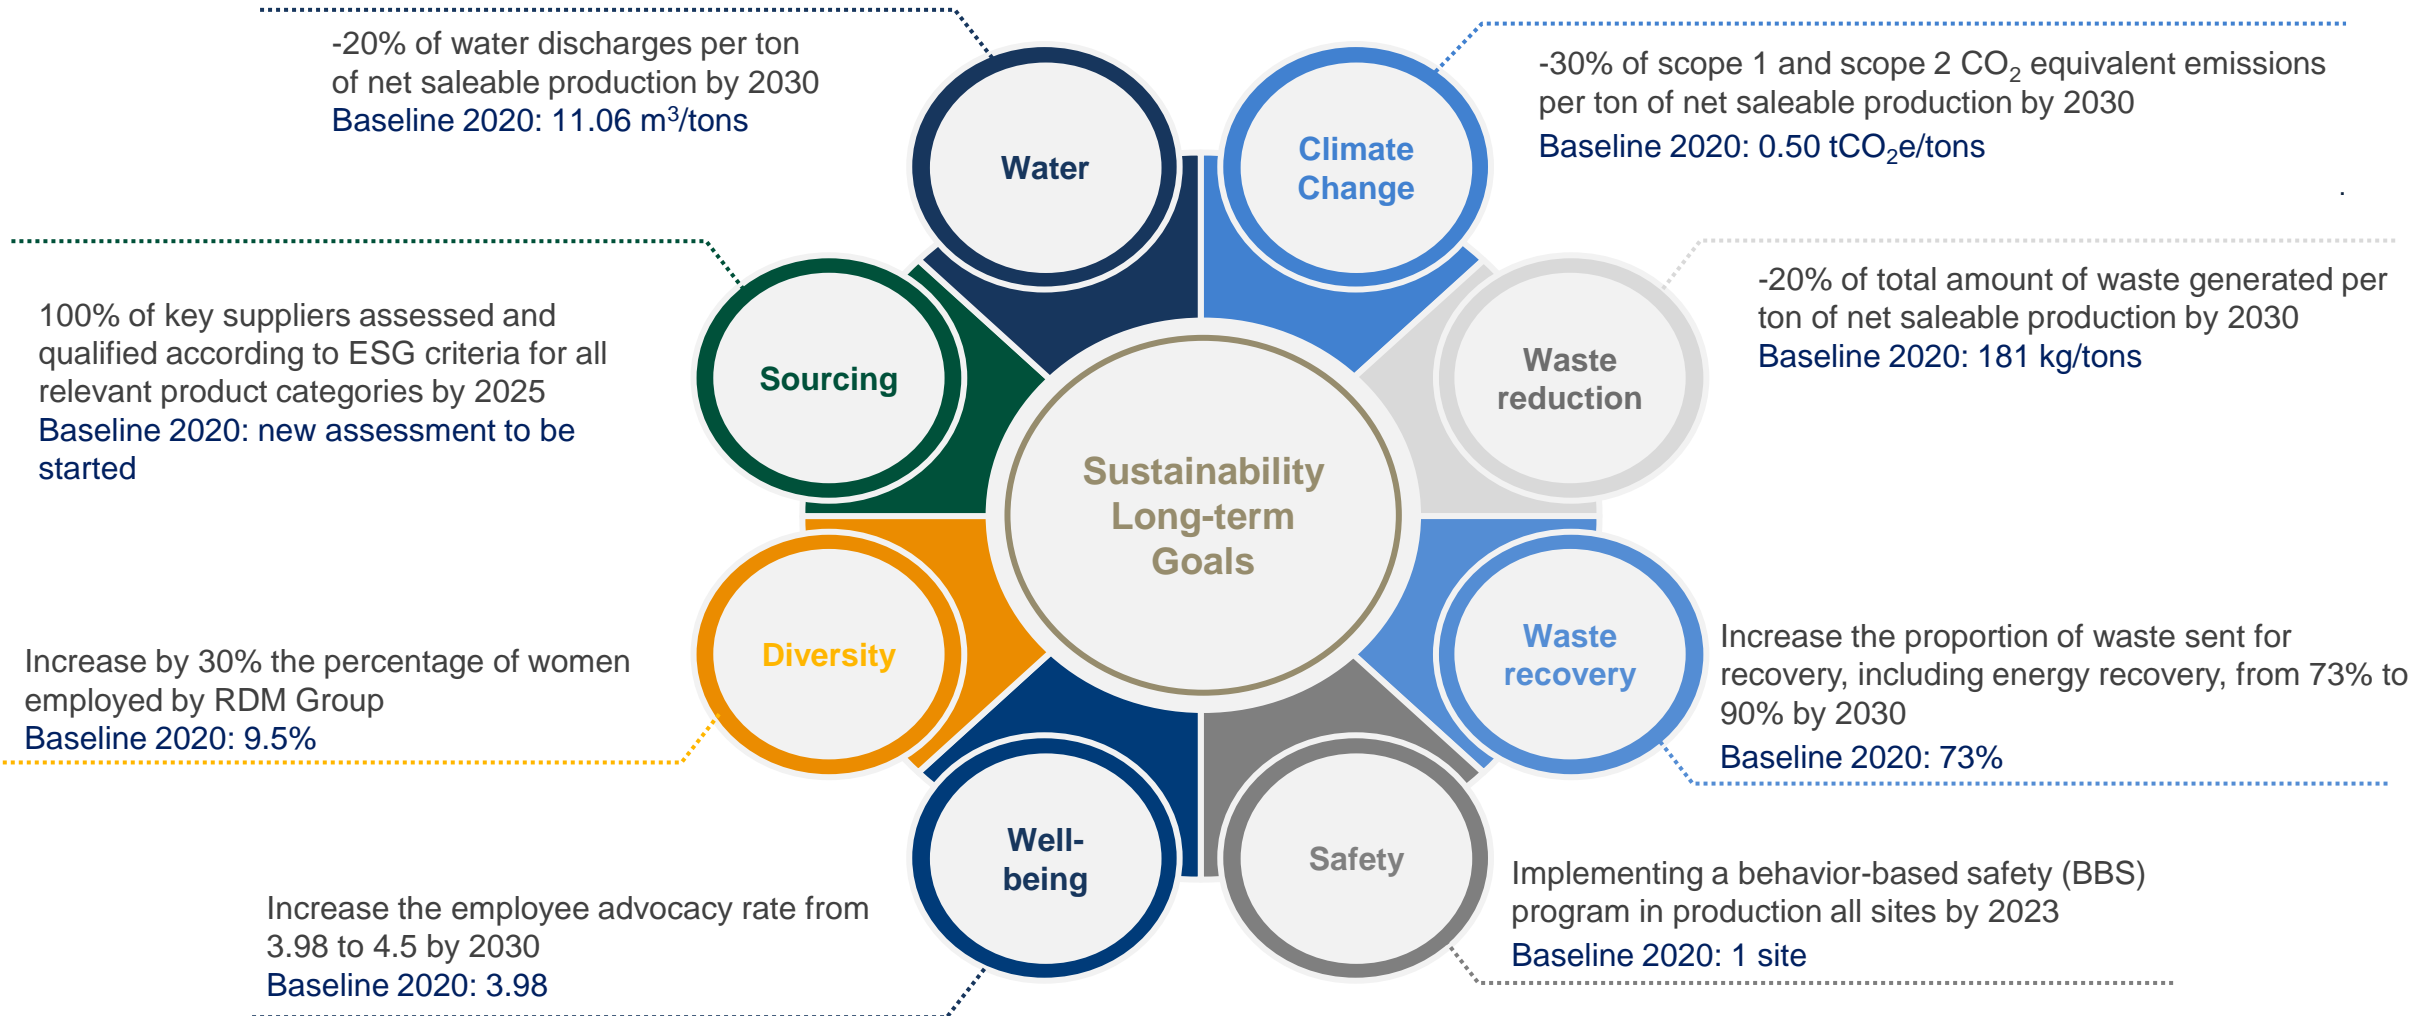 -20% of water discharges per ton
of net saleable production by 2030
Baseline 2020: 11.06 m³/tons
Water
Climate
Change
-30% of scope 1 and scope 2 CO₂ equivalent emissions
per ton of net saleable production by 2030
Baseline 2020: 0.50 tCO₂e/tons
.
100% of key suppliers assessed and
qualified according to ESG criteria for all
relevant product categories by 2025
Baseline 2020: new assessment to be
started
Sourcing
Waste
reduction
-20% of total amount of waste generated per
ton of net saleable production by 2030
Baseline 2020: 181 kg/tons
Sustainability
Long-term
Goals
Increase by 30% the percentage of women
employed by RDM Group
Baseline 2020: 9.5%
Diversity
Waste
recovery
Increase the proportion of waste sent for
recovery, including energy recovery, from 73% to
90% by 2030
Baseline 2020: 73%
Increase the employee advocacy rate from
3.98 to 4.5 by 2030
Baseline 2020: 3.98
Well-
being
Safety
Implementing a behavior-based safety (BBS)
program in production all sites by 2023
Baseline 2020: 1 site